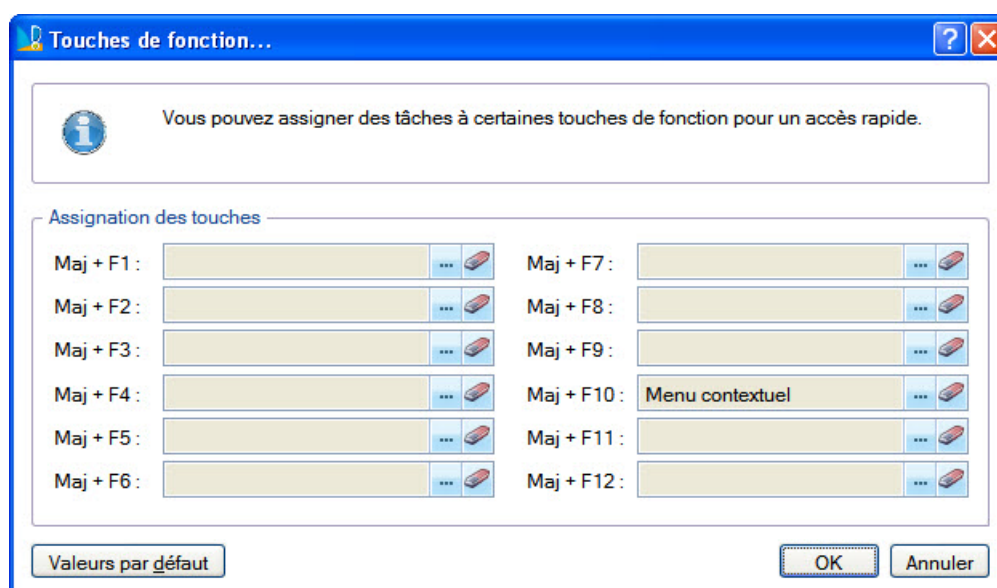 Touches de fonction...
Vous pouvez assigner des tâches à certaines touches de fonction pour un accès rapide.
Assignation des touches
Maj + F1 :
Maj + F2 :
Maj + F3 :
Maj + F4 :
Maj + F5 :
Maj + F6 :
Maj + F7 :
Maj + F8 :
Maj + F9 :
Maj + F10 : Menu contextuel
Maj + F11 :
Maj + F12 :
Valeurs par défaut
OK
Annuler